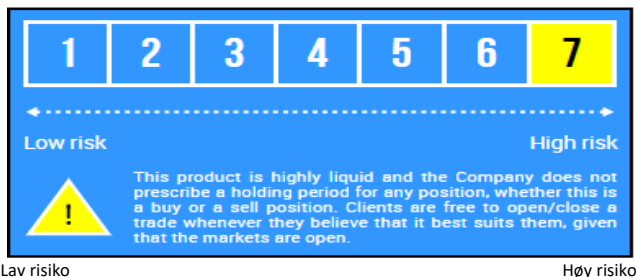 1 2 3 4 5 6 7
Low risk High risk
This product is highly liquid and the Company does not
prescribe a holding period for any position, whether this is
a buy or a sell position. Clients are free to open/close a
trade whenever they believe that it best suits them, given
that the markets are open.
!
Lav risiko Høy risiko